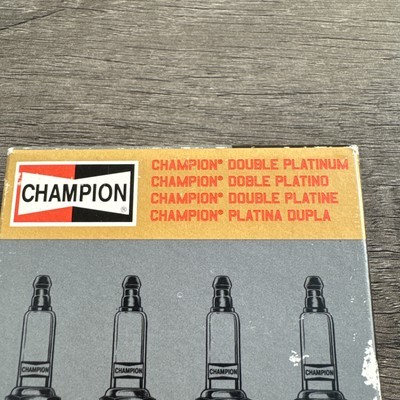 CHAMPION®
CHAMPION® DOUBLE PLATINUM
CHAMPION® DOBLE PLATINO
CHAMPION® DOUBLE PLATINE
CHAMPION® PLATINA DUPLA
CHAMPION CHAMPION CHAMPION CHAMPION